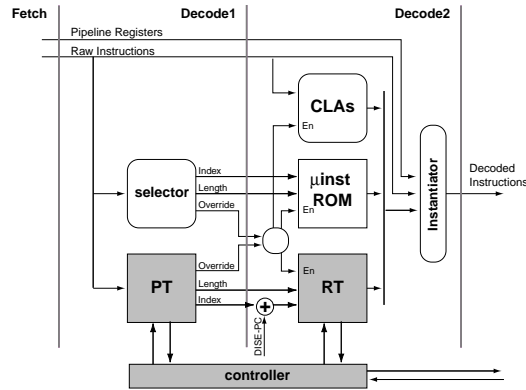 Fetch
Decode1
Decode2
Pipeline Registers
Raw Instructions
CLAs
En
Index
Length
Override
selector
µinst
ROM
En
Instantiator
Decoded
Instructions
Override
Length
Index
PT
En
RT
+
DISE-PC
controller